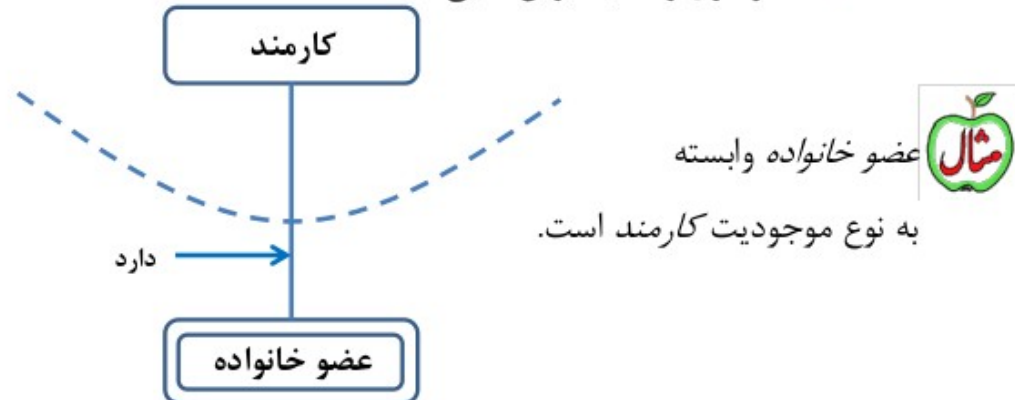 کارمند
مثال
عضو خانواده وابسته
به نوع موجودیت کارمند است.
دارد
عضو خانواده